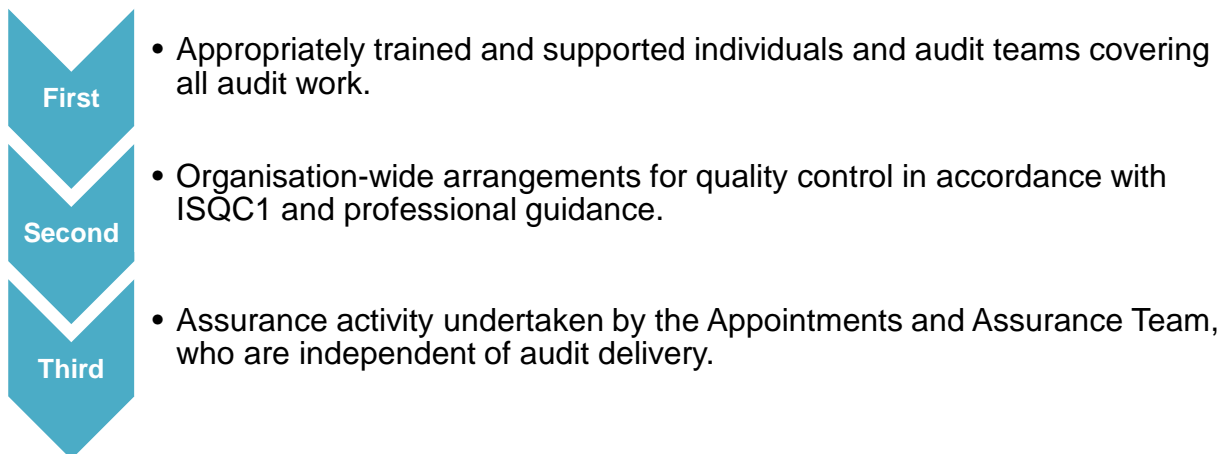 • Appropriately trained and supported individuals and audit teams covering
all audit work.
First
• Organisation-wide arrangements for quality control in accordance with
ISQC1 and professional guidance.
Second
• Assurance activity undertaken by the Appointments and Assurance Team,
who are independent of audit delivery.
Third